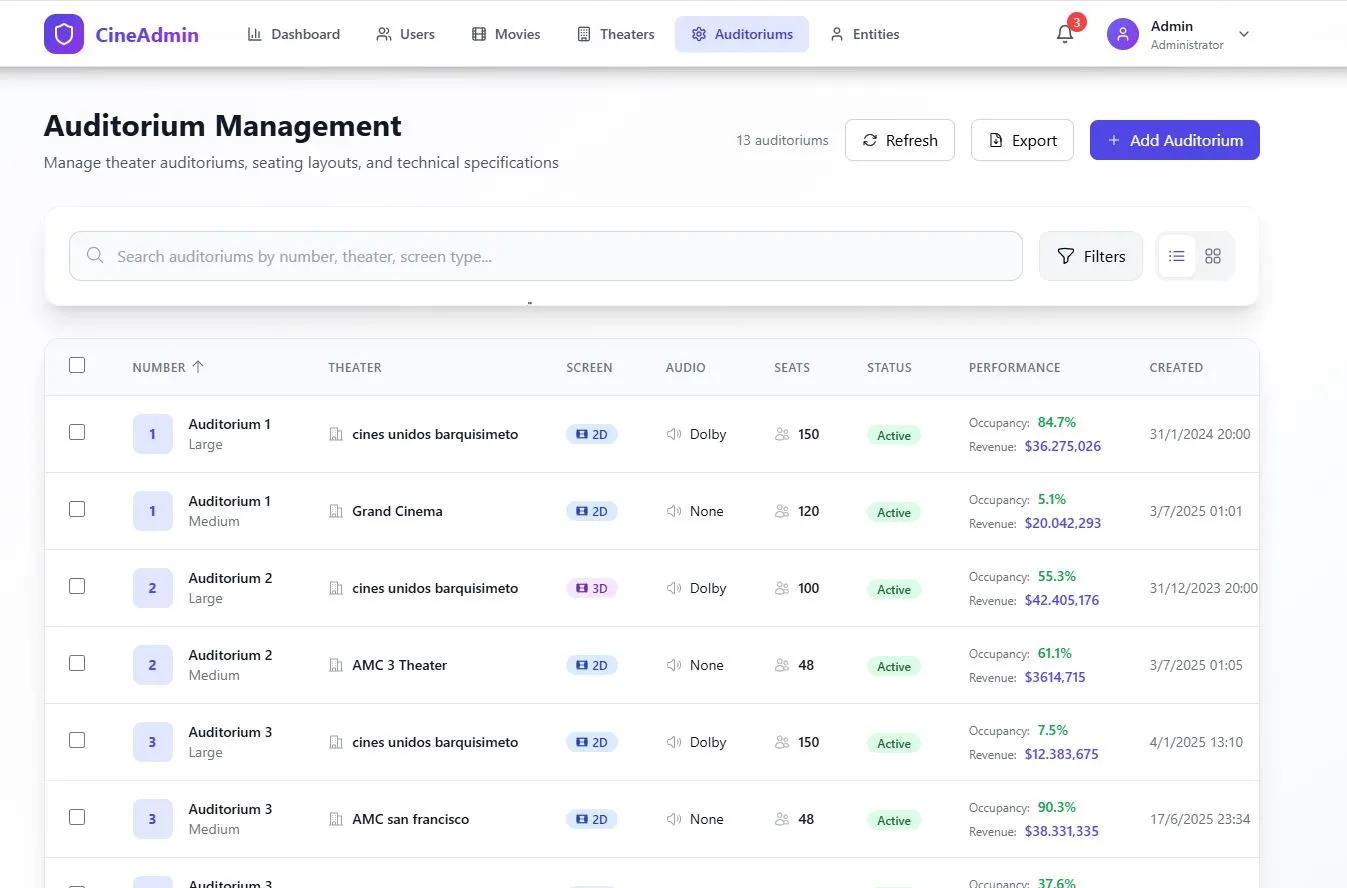 CineAdmin Dashboard Users Movies Theaters Auditoriums Entities 3 Admin
Administrator
Auditorium Management
Manage theater auditoriums, seating layouts, and technical specifications
13 auditoriums Refresh Export + Add Auditorium
Search auditoriums by number, theater, screen type... Filters
NUMBER THEATER SCREEN AUDIO SEATS STATUS PERFORMANCE CREATED
1 Auditorium 1 cines unidos barquisimeto 2D Dolby 150 Active Occupancy: 84.7% 31/1/2024 20:00
Large Revenue: $36.275,026
1 Auditorium 1 Grand Cinema 2D None 120 Active Occupancy: 5.1% 3/7/2025 01:01
Medium Revenue: $20.042,293
2 Auditorium 2 cines unidos barquisimeto 3D Dolby 100 Active Occupancy: 55.3% 31/12/2023 20:00
Large Revenue: $42.405,176
2 Auditorium 2 AMC 3 Theater 2D None 48 Active Occupancy: 61.1% 3/7/2025 01:05
Medium Revenue: $3614,715
3 Auditorium 3 cines unidos barquisimeto 2D Dolby 150 Active Occupancy: 7.5% 4/1/2025 13:10
Large Revenue: $12.383,675
3 Auditorium 3 AMC san francisco 2D None 48 Active Occupancy: 90.3% 17/6/2025 23:34
Medium Revenue: $38.331,335
Auditorium 3 Occupancy: 37.6%